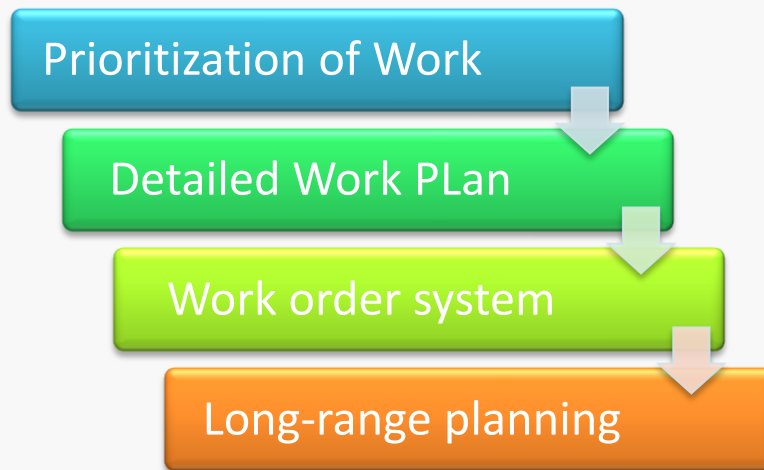 Prioritization of Work
Detailed Work PLan
Work order system
Long-range planning